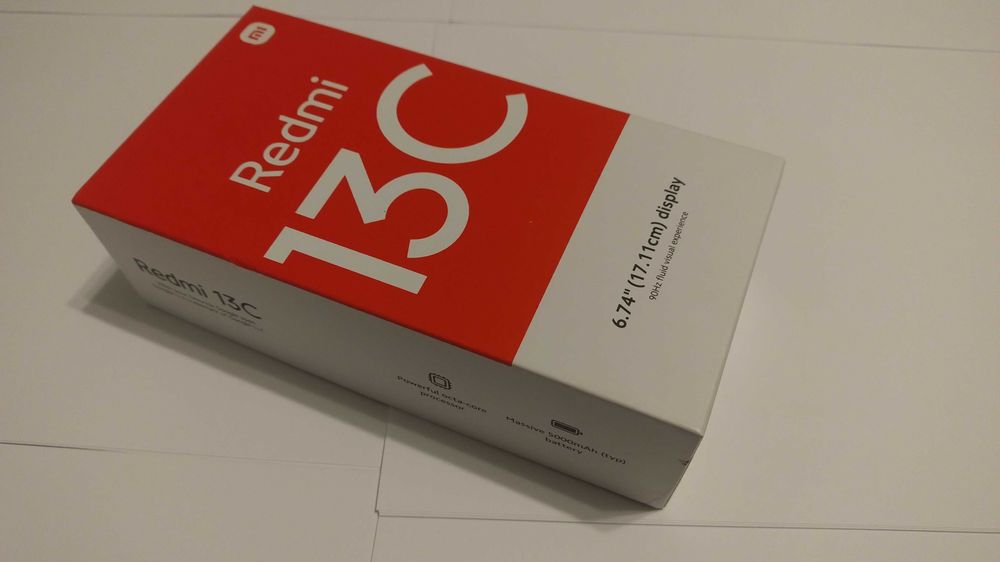 mi
Redmi
13C
6.74" (17.11cm) display
90Hz fluid visual experience
Redmi 13C
Powerful octa-core
processor
Massive 5000mAh (typ)
battery